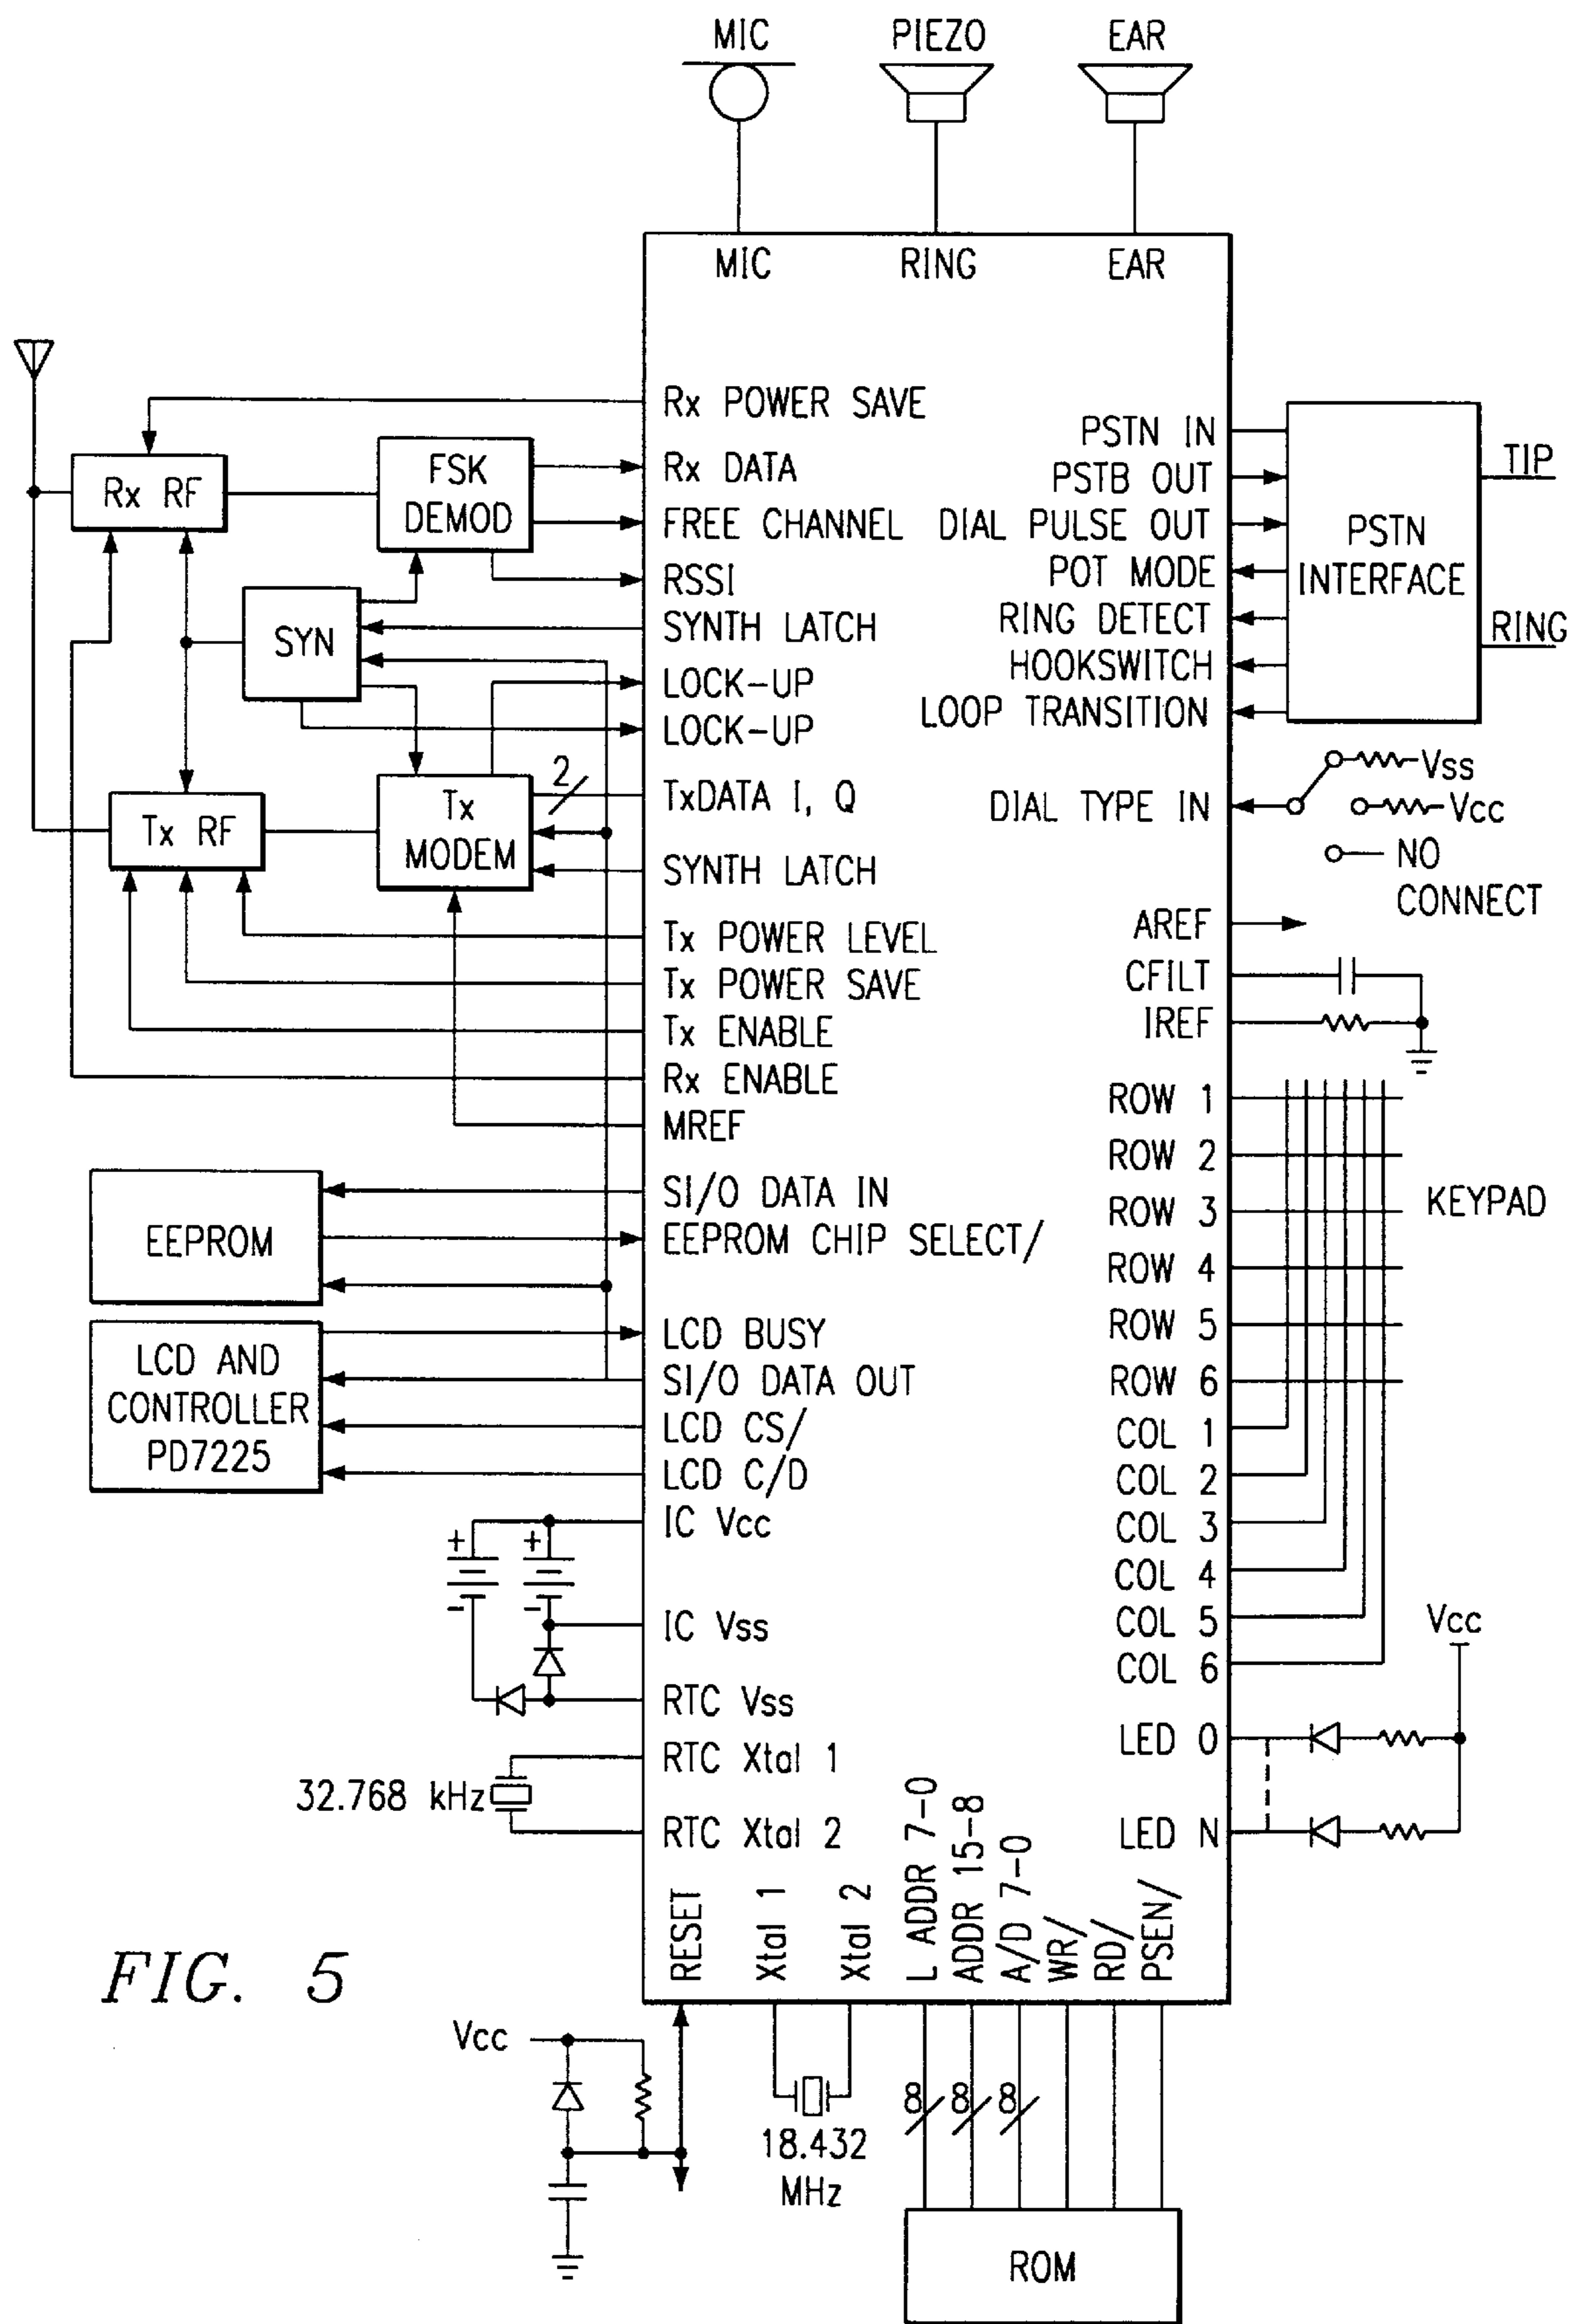 MIC
PIEZO
EAR
MIC
RING
EAR
Rx POWER SAVE
Rx DATA
FREE CHANNEL
RSSI
SYNTH LATCH
LOCK-UP
LOCK-UP
TxDATA I, Q
SYNTH LATCH
Tx POWER LEVEL
Tx POWER SAVE
Tx ENABLE
Rx ENABLE
MREF
SI/O DATA IN
EEPROM CHIP SELECT/
LCD BUSY
SI/O DATA OUT
LCD CS/
LCD C/D
IC Vcc
IC Vss
RTC Vss
RTC Xtal 1
RTC Xtal 2
Rx RF
FSK
DEMOD
SYN
2
Tx RF
Tx
MODEM
EEPROM
LCD AND
CONTROLLER
PD7225
+
+
-
-
32.768 kHz
PSTN IN
PSTB OUT
DIAL PULSE OUT
POT MODE
RING DETECT
HOOKSWITCH
LOOP TRANSITION
DIAL TYPE IN
AREF
CFILT
IREF
ROW 1
ROW 2
ROW 3
ROW 4
ROW 5
ROW 6
COL 1
COL 2
COL 3
COL 4
COL 5
COL 6
LED 0
LED N
PSTN
INTERFACE
TIP
RING
Vss
Vcc
NO
CONNECT
KEYPAD
Vcc
RESET
Xtal 1
Xtal 2
L ADDR 7-0
ADDR 15-8
A/D 7-0
WR/
RD/
PSEN/
FIG. 5
Vcc
18.432
MHz
8
8
8
ROM